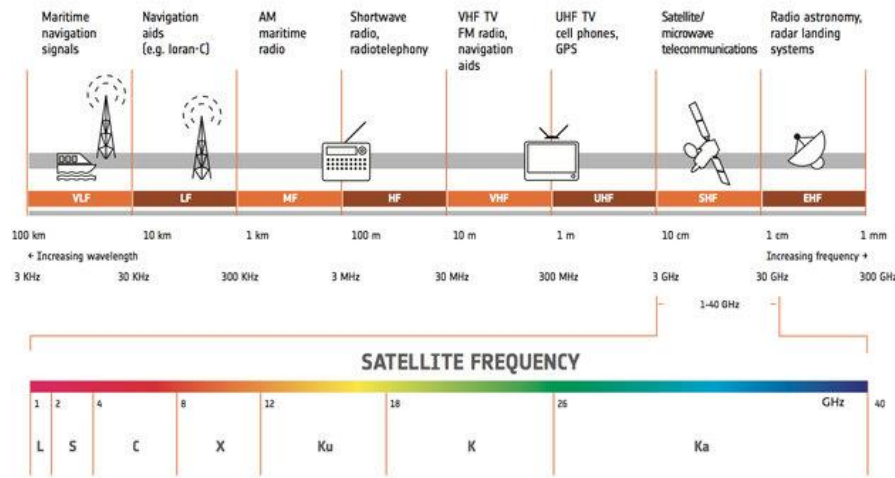 Maritime
navigation
signals
Navigation
aids
(e.g. loran-C)
AM
maritime
radio
Shortwave
radio,
radiotelephony
VHF TV
FM radio,
navigation
aids
UHF TV
cell phones,
GPS
Satellite/
microwave
telecommunications
Radio astronomy,
radar landing
systems
VLF LF MF HF VHF UHF SHF EHF
100 km 10 km 1 km 100 m 10 m 1 m 10 cm 1 cm 1 mm
← Increasing wavelength Increasing frequency →
3 KHz 30 KHz 300 KHz 3 MHz 30 MHz 300 MHz 3 GHz 30 GHz 300 GHz
1-40 GHz
SATELLITE FREQUENCY
1 2 4 8 12 18 26 GHz 40
L S C X Ku K Ka